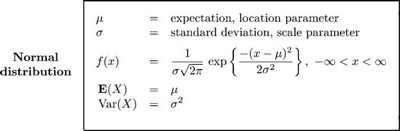 Normal
distribution
μ = expectation, location parameter
σ = standard deviation, scale parameter
f(x) = 1/(σ√2π) exp{−(x − μ)²/2σ²}, −∞ < x < ∞
E(X) = μ
Var(X) = σ²